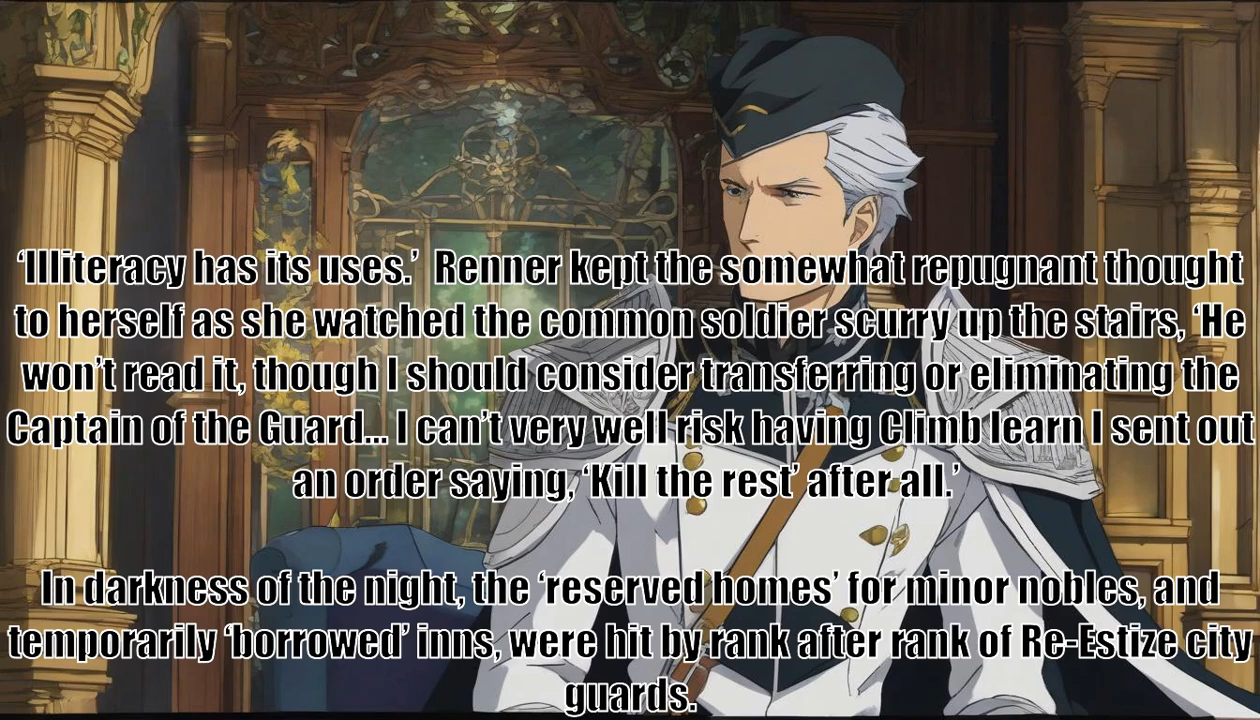 ‘Illiteracy has its uses.’  Renner kept the somewhat repugnant thought
to herself as she watched the common soldier scurry up the stairs, ‘He
won’t read it, though I should consider transferring or eliminating the
Captain of the Guard... I can’t very well risk having Climb learn I sent out
an order saying, ‘Kill the rest’ after all.’
In darkness of the night, the ‘reserved homes’ for minor nobles, and
temporarily ‘borrowed’ inns, were hit by rank after rank of Re-Estize city
guards.